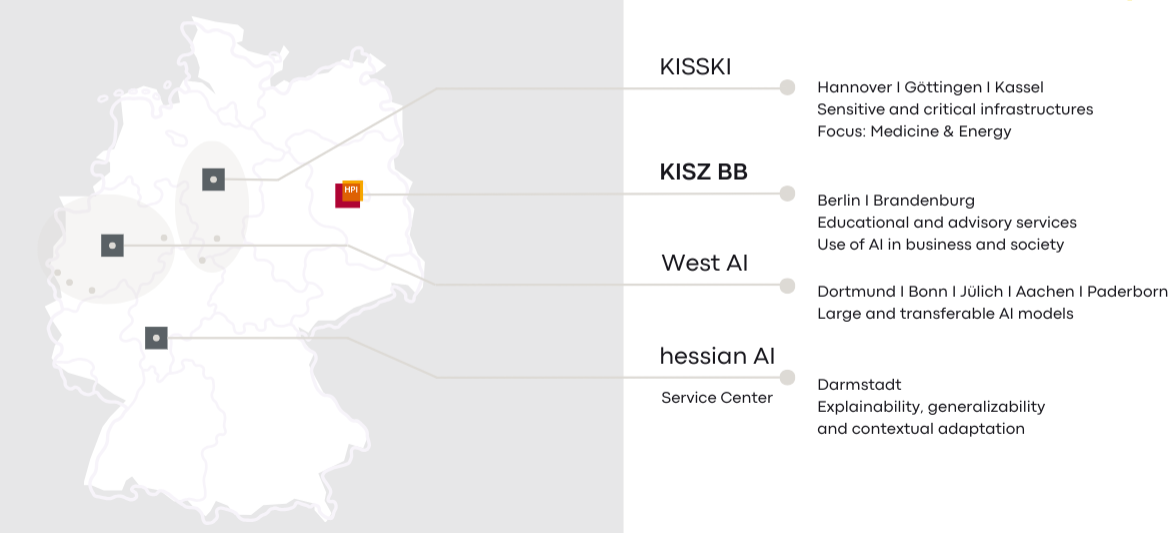 KISSKI
Hannover I Göttingen I Kassel
Sensitive and critical infrastructures
Focus: Medicine & Energy
HPI
KISZ BB
Berlin I Brandenburg
Educational and advisory services
Use of AI in business and society
West AI
Dortmund I Bonn I Jülich I Aachen I Paderborn
Large and transferable AI models
hessian AI
Service Center
Darmstadt
Explainability, generalizability
and contextual adaptation